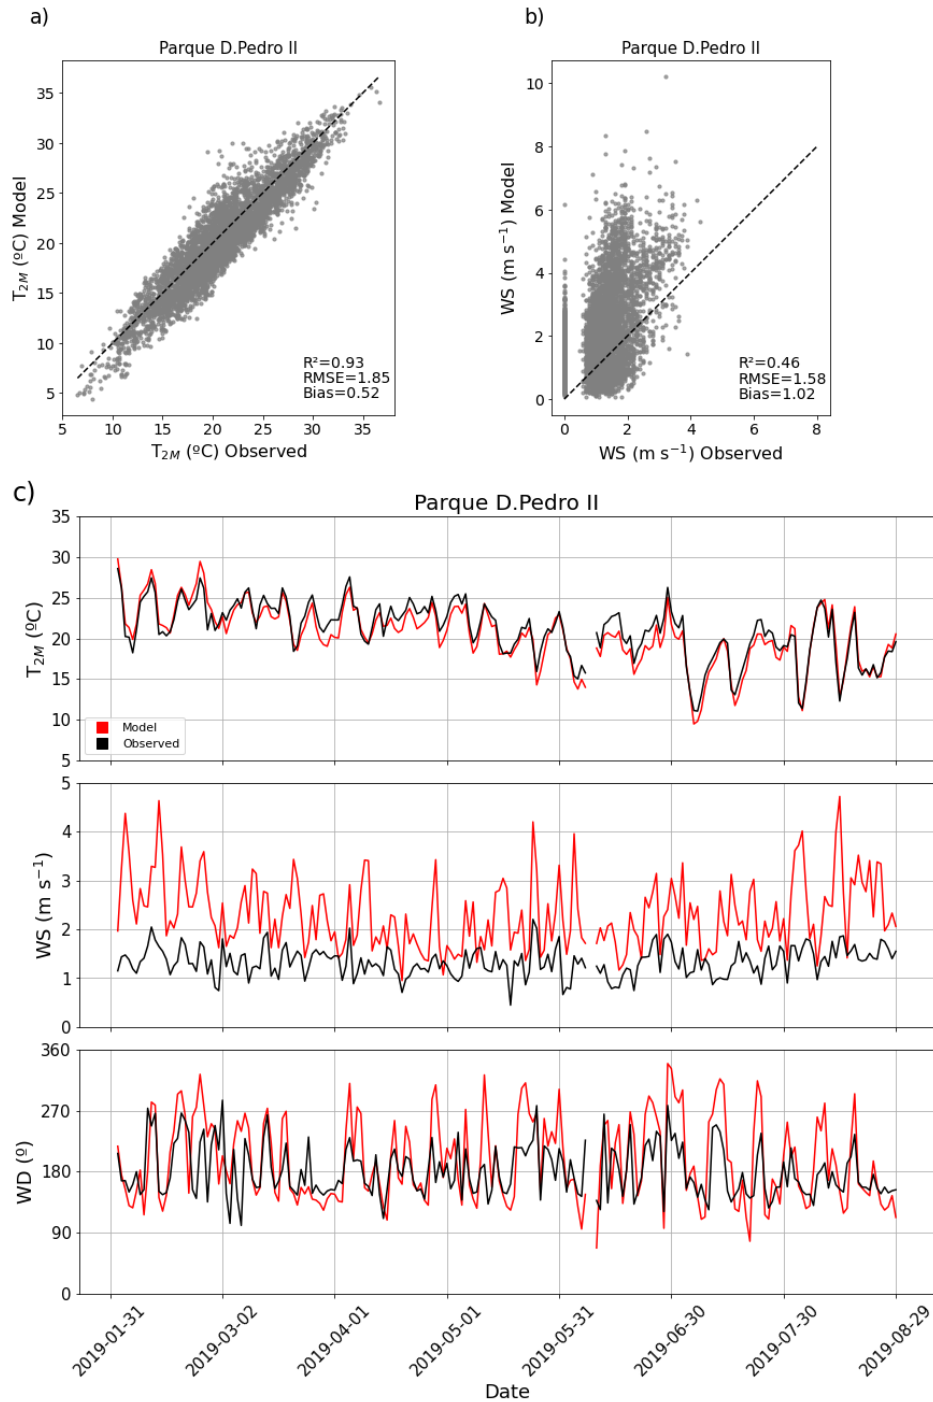 a)
b)
Parque D.Pedro II
Parque D.Pedro II
T2M (ºC) Model
35
30
25
20
15
10
5
R²=0.93
RMSE=1.85
Bias=0.52
5 10 15 20 25 30 35
T2M (ºC) Observed
WS (m s⁻¹) Model
10
8
6
4
2
0
R²=0.46
RMSE=1.58
Bias=1.02
0 2 4 6 8
WS (m s⁻¹) Observed
c)
Parque D.Pedro II
T2M (ºC)
35
30
25
20
15
10
5
Model
Observed
WS (m s⁻¹)
5
4
3
2
1
0
WD (º)
360
270
180
90
0
2019-01-31
2019-03-02
2019-04-01
2019-05-01
2019-05-31
2019-06-30
2019-07-30
2019-08-29
Date